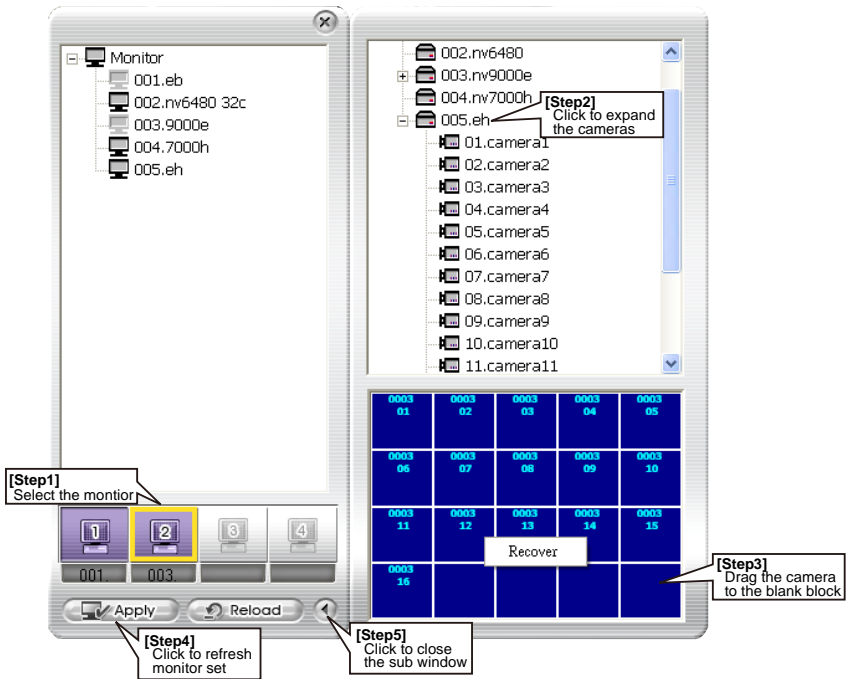 Monitor
001.eb
002.nv6480 32c
003.9000e
004.7000h
005.eh
002.nv6480
003.nv9000e
004.nv7000h
005.eh
[Step2]
Click to expand
the cameras
01.camera1
02.camera2
03.camera3
04.camera4
05.camera5
06.camera6
07.camera7
08.camera8
09.camera9
10.camera10
11.camera11
0003 0003 0003 0003 0003
01 02 03 04 05
0003 0003 0003 0003 0003
06 07 08 09 10
0003 0003 0003 0003 0003
11 12 13 14 15
Recover
0003
16
[Step1]
Select the montior
1 2 3 4
001. 003.
[Step3]
Drag the camera
to the blank block
Apply Reload
[Step4]
Click to refresh
monitor set
[Step5]
Click to close
the sub window